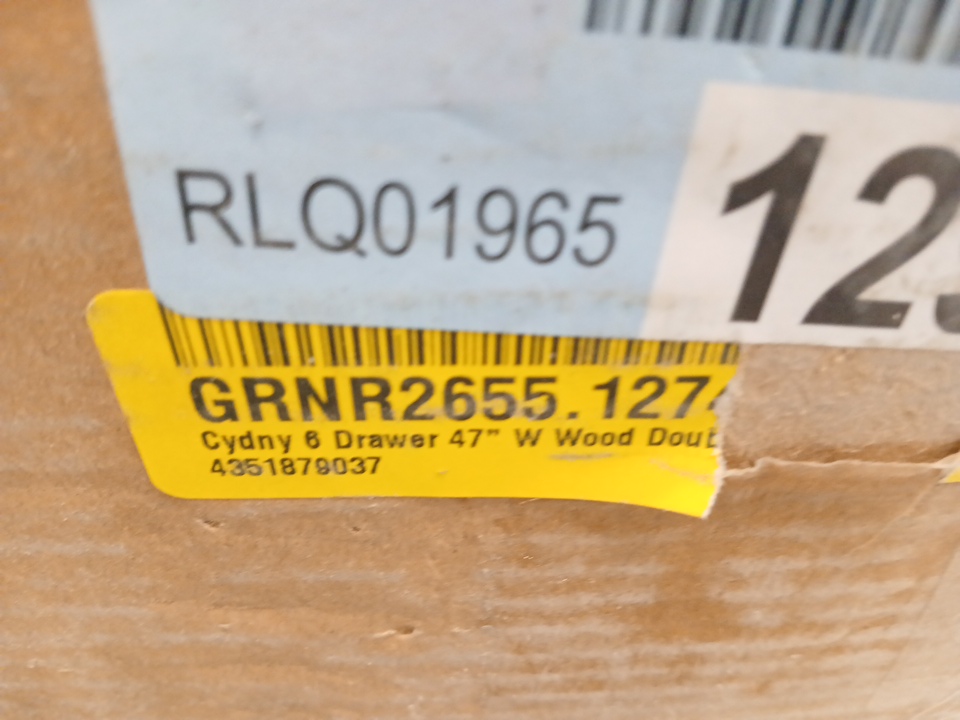 RLQ01965
12
GRNR2655.127
Cydny 6 Drawer 47" W Wood
4351879037